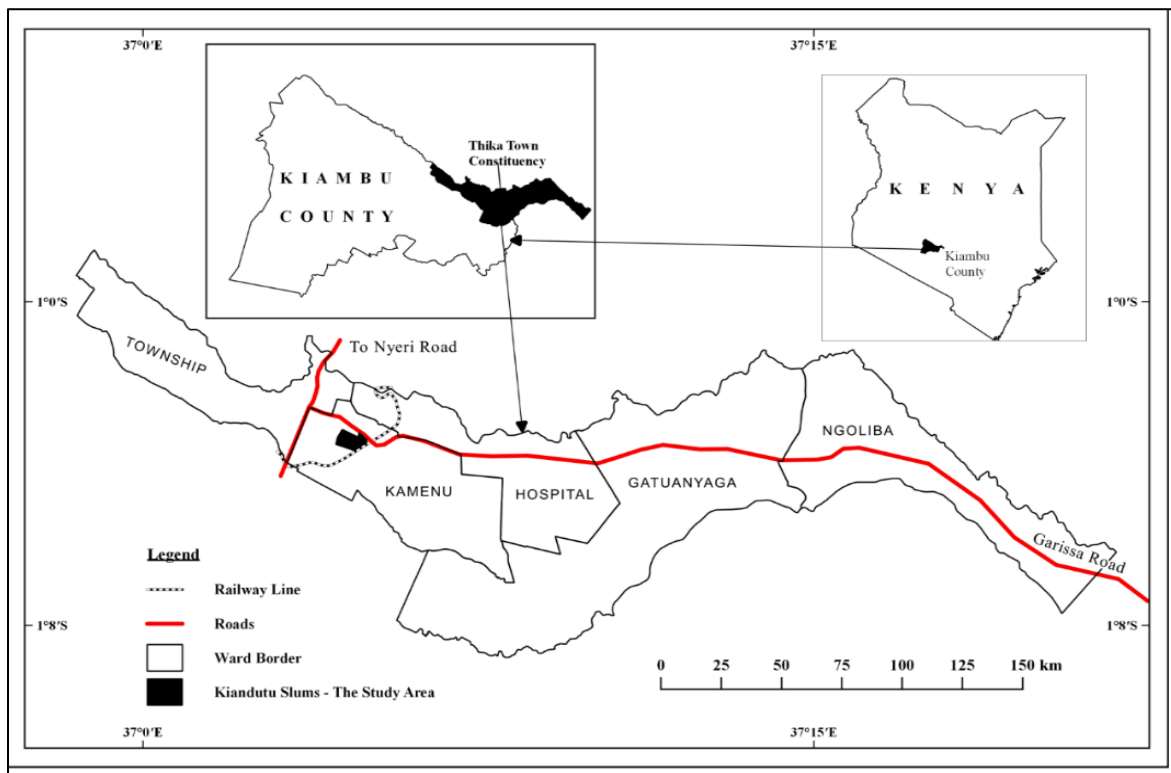 37°0′E
37°15′E
Thika Town
Constituency
KIAMBU
COUNTY
KENYA
Kiambu
County
1°0′S
1°0′S
TOWNSHIP
To Nyeri Road
NGOLIBA
KAMENU
HOSPITAL
GATUANYAGA
Garissa Road
Legend
Railway Line
Roads
Ward Border
Kiandutu Slums - The Study Area
1°8′S
1°8′S
0 25 50 75 100 125 150 km
37°0′E
37°15′E